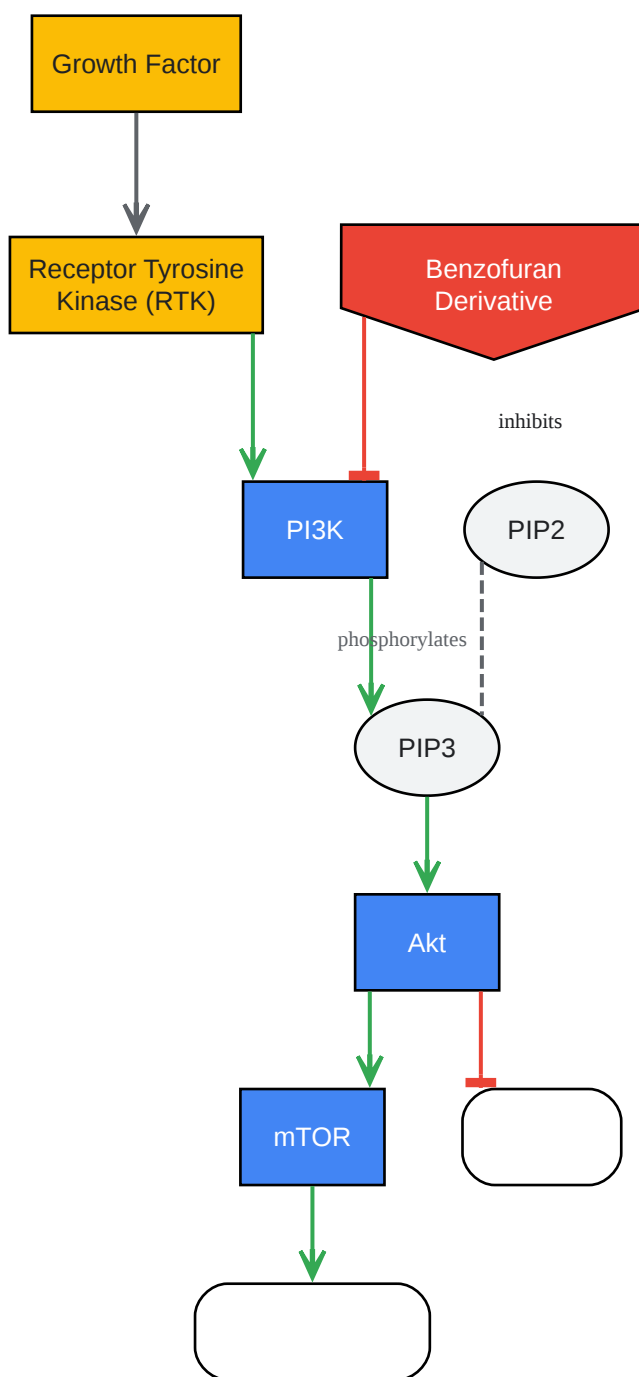 Growth Factor
Receptor Tyrosine
Kinase (RTK)
Benzofuran
Derivative
inhibits
PI3K
PIP2
phosphorylates
PIP3
Akt
mTOR